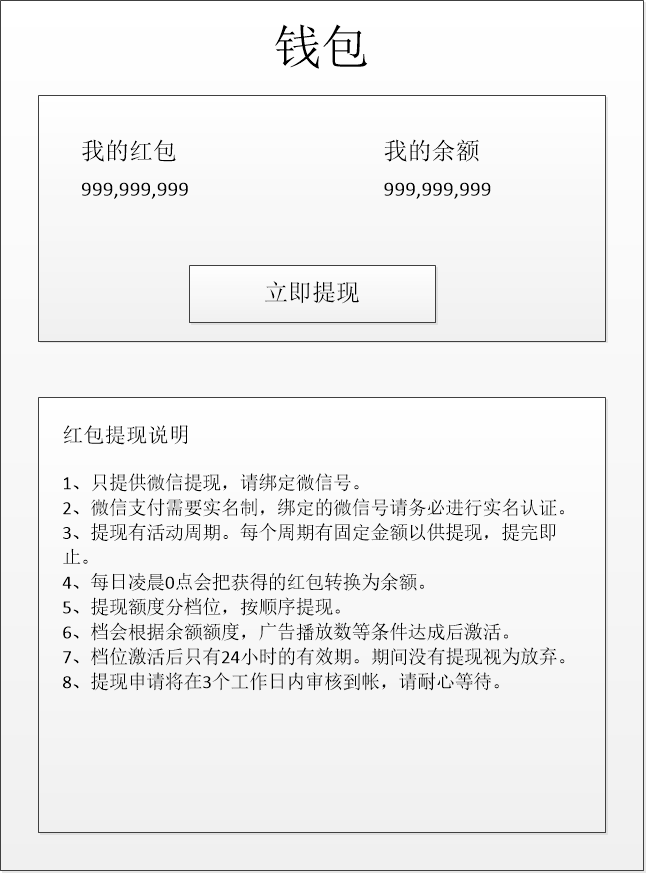 钱包
我的红包
我的余额
999,999,999
999,999,999
立即提现
红包提现说明
1、只提供微信提现，请绑定微信号。
2、微信支付需要实名制，绑定的微信号请务必进行实名认证。
3、提现有活动周期。每个周期有固定金额以供提现，提完即
止。
4、每日凌晨0点会把获得的红包转换为余额。
5、提现额度分档位，按顺序提现。
6、档会根据余额额度，广告播放数等条件达成后激活。
7、档位激活后只有24小时的有效期。期间没有提现视为放弃。
8、提现申请将在3个工作日内审核到帐，请耐心等待。